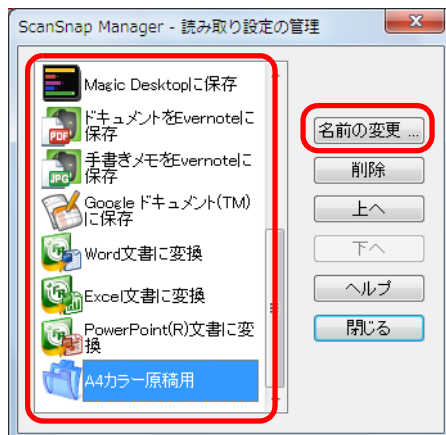 ScanSnap Manager - 読み取り設定の管理
Magic Desktopに保存
ドキュメントをEvernoteに
保存
PDF
手書きメモをEvernoteに
保存
JPG
Google ドキュメント(TM)
に保存
Word文書に変換
Excel文書に変換
PowerPoint(R)文書に変
換
A4カラー原稿用
名前の変更 ...
削除
上へ
下へ
ヘルプ
閉じる